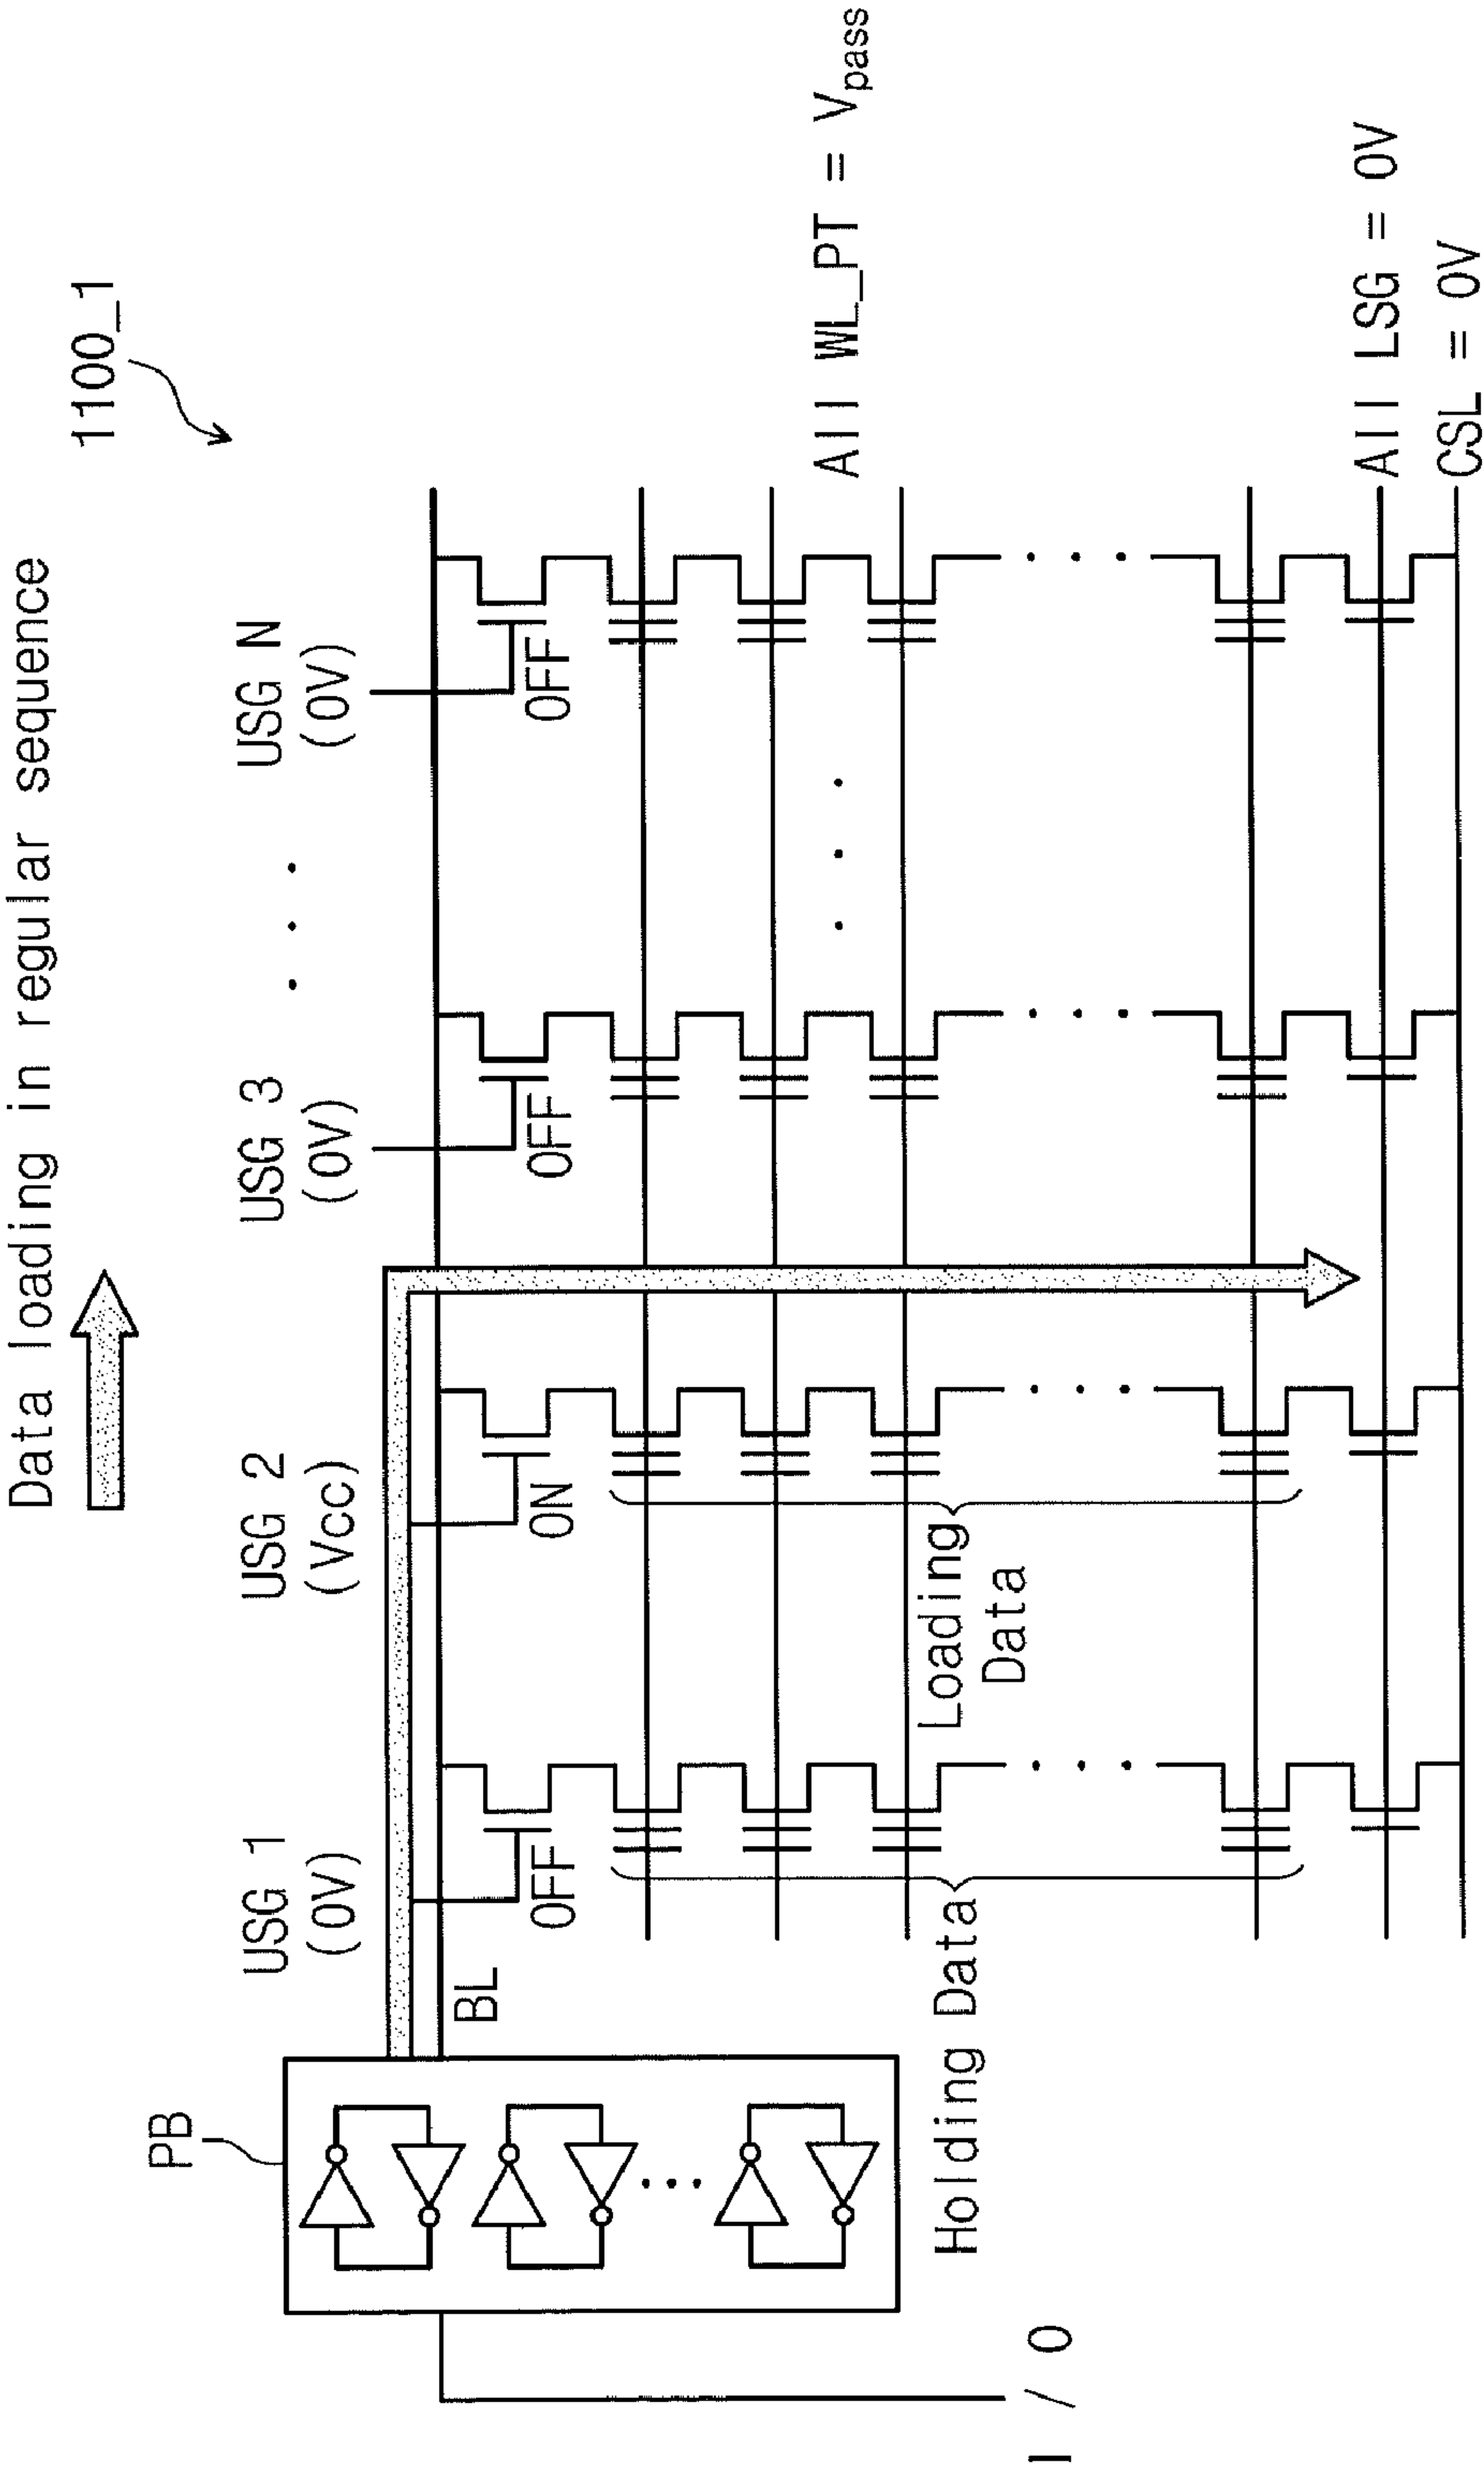 Data loading in regular sequence
1100_1
PB
USG 1
(0V)
USG 2
(Vcc)
USG 3
(0V)
. . .
USG N
(0V)
BL
OFF
ON
OFF
OFF
Loading
Data
Holding Data
All WL_PT = Vpass
All LSG = 0V
CSL = 0V
I / O